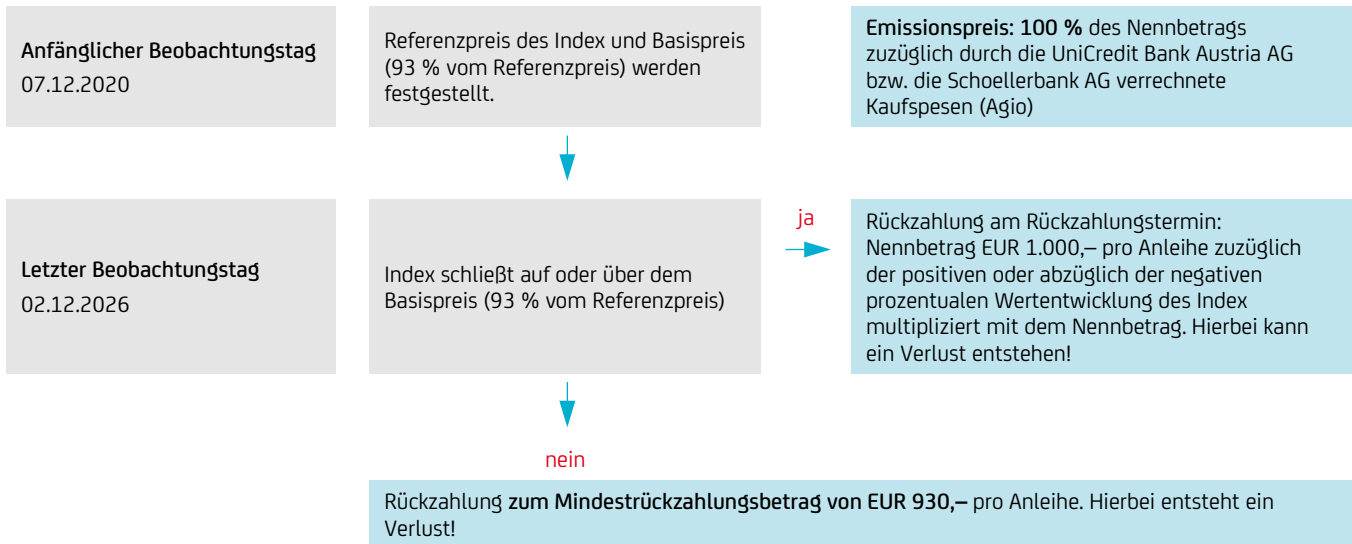 Anfänglicher Beobachtungstag
07.12.2020
Referenzpreis des Index und Basispreis
(93 % vom Referenzpreis) werden
festgestellt.
Emissionspreis: 100 % des Nennbetrags
zuzüglich durch die UniCredit Bank Austria AG
bzw. die Schoellerbank AG verrechnete
Kaufspesen (Agio)
Letzter Beobachtungstag
02.12.2026
Index schließt auf oder über dem
Basispreis (93 % vom Referenzpreis)
ja
Rückzahlung am Rückzahlungstermin:
Nennbetrag EUR 1.000,– pro Anleihe zuzüglich
der positiven oder abzüglich der negativen
prozentualen Wertentwicklung des Index
multipliziert mit dem Nennbetrag. Hierbei kann
ein Verlust entstehen!
nein
Rückzahlung zum Mindestrückzahlungsbetrag von EUR 930,– pro Anleihe. Hierbei entsteht ein
Verlust!